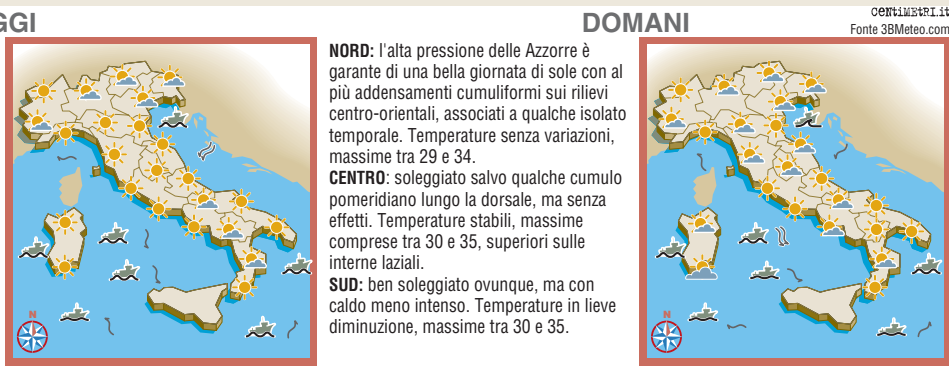 GGI
DOMANI
CENTIMETRI.it
Fonte 3BMeteo.com
N
NORD: l'alta pressione delle Azzorre è
garante di una bella giornata di sole con al
più addensamenti cumuliformi sui rilievi
centro-orientali, associati a qualche isolato
temporale. Temperature senza variazioni,
massime tra 29 e 34.
CENTRO: soleggiato salvo qualche cumulo
pomeridiano lungo la dorsale, ma senza
effetti. Temperature stabili, massime
comprese tra 30 e 35, superiori sulle
interne laziali.
SUD: ben soleggiato ovunque, ma con
caldo meno intenso. Temperature in lieve
diminuzione, massime tra 30 e 35.
N